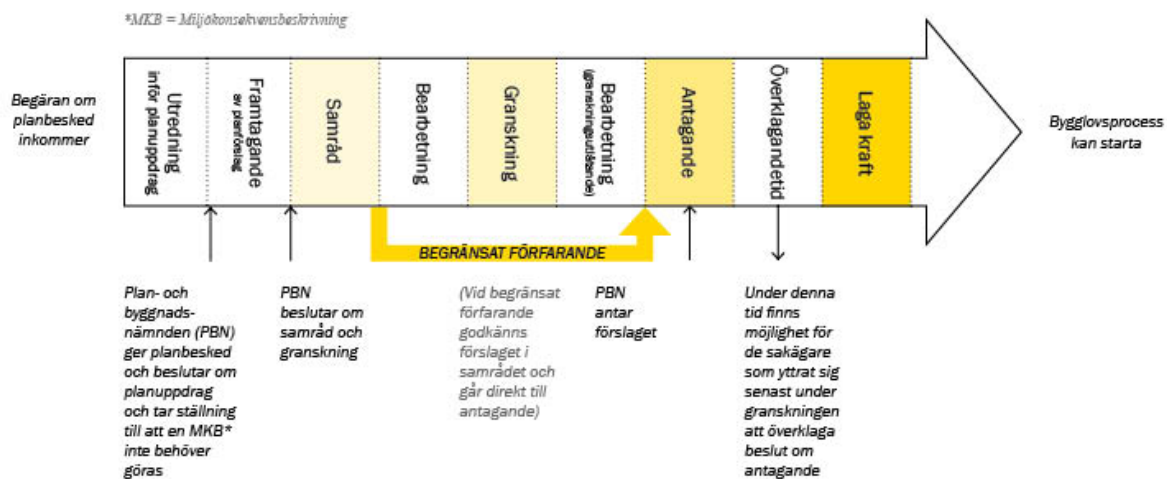 *MKB = Miljökonsekvensbeskrivning
Begäran om
planbesked
inkommer
Utredning
inför planuppdrag
Framtagande
av planförslag
Samråd
Bearbetning
Granskning
Bearbetning
(granskningsutlåtande)
Antagande
Överklagandetid
Laga kraft
Bygglovsprocess
kan starta
BEGRÄNSAT FÖRFARANDE
Plan- och
byggnads-
nämnden (PBN)
ger planbesked
och beslutar om
planuppdrag
och tar ställning
till att en MKB*
inte behöver
göras
PBN
beslutar om
samråd och
granskning
(Vid begränsat
förfarande
godkänns
förslaget i
samrådet och
går direkt till
antagande)
PBN
antar
förslaget
Under denna
tid finns
möjlighet för
de sakägare
som yttrat sig
senast under
granskningen
att överklaga
beslut om
antagande